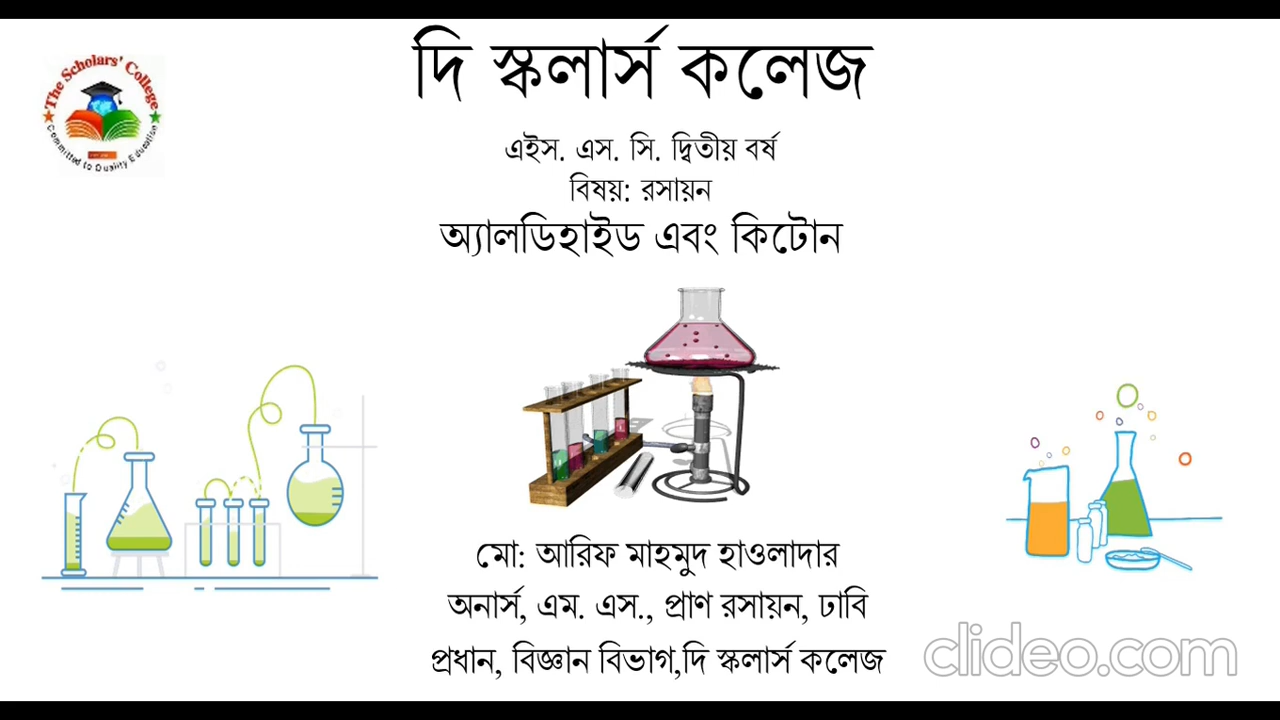 The Scholars' College
Committed to Quality Education
দি স্কলার্স কলেজ
এইস. এস. সি. দ্বিতীয় বর্ষ
বিষয়: রসায়ন
অ্যালডিহাইড এবং কিটোন
মো: আরিফ মাহমুদ হাওলাদার
অনার্স, এম. এস., প্রাণ রসায়ন, ঢাবি
প্রধান, বিজ্ঞান বিভাগ,দি স্কলার্স কলেজ
clideo.com